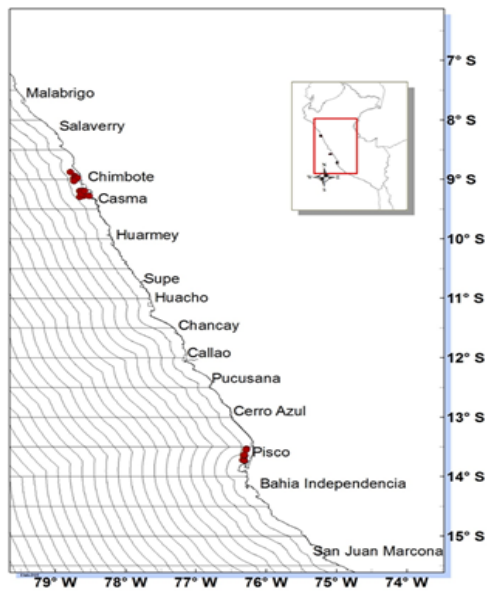 7° S
Malabrigo
8° S
Salaverry
Chimbote
9° S
Casma
Huarmey
10° S
Supe
Huacho
11° S
Chancay
Callao
12° S
Pucusana
Cerro Azul
13° S
Pisco
14° S
Bahia Independencia
15° S
San Juan Marcona
79° W 78° W 77° W 76° W 75° W 74° W